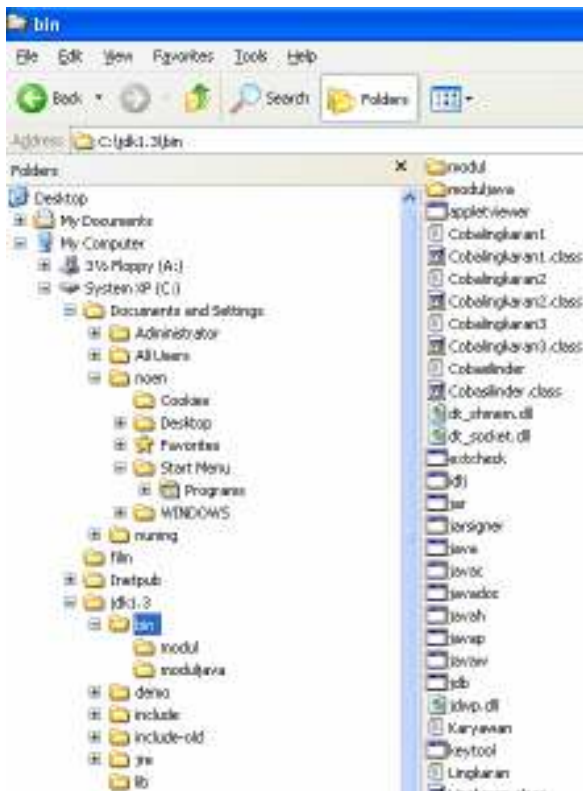 bin
File Edit View Favorites Tools Help
Back Search Folders
Address C:\jdk1.3\bin
Folders
Desktop
My Documents
My Computer
3½ Floppy (A:)
System XP (C:)
Documents and Settings
Administrator
All Users
noen
Cookies
Desktop
Favorites
Start Menu
Programs
WINDOWS
nuning
film
Inetpub
jdk1.3
bin
modul
moduljava
demo
include
include-old
jre
lib
modul
moduljava
appletviewer
Cobalingkaran1
Cobalingkaran1.class
Cobalingkaran2
Cobalingkaran2.class
Cobalingkaran3
Cobalingkaran3.class
Cobasilinder
Cobasilinder.class
dt_shmem.dll
dt_socket.dll
extcheck
idlj
jar
jarsigner
java
javac
javadoc
javah
javap
javaw
jdb
jdwp.dll
Karyawan
keytool
Lingkaran